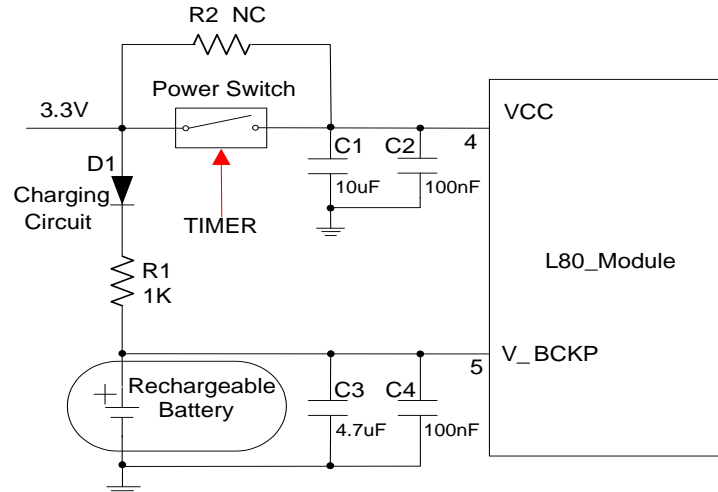 R2 NC
Power Switch
3.3V
VCC
4
C1
C2
D1
10uF
100nF
Charging
Circuit
TIMER
L80_Module
R1
1K
V_BCKP
5
+
Rechargeable
Battery
C3
C4
4.7uF
100nF